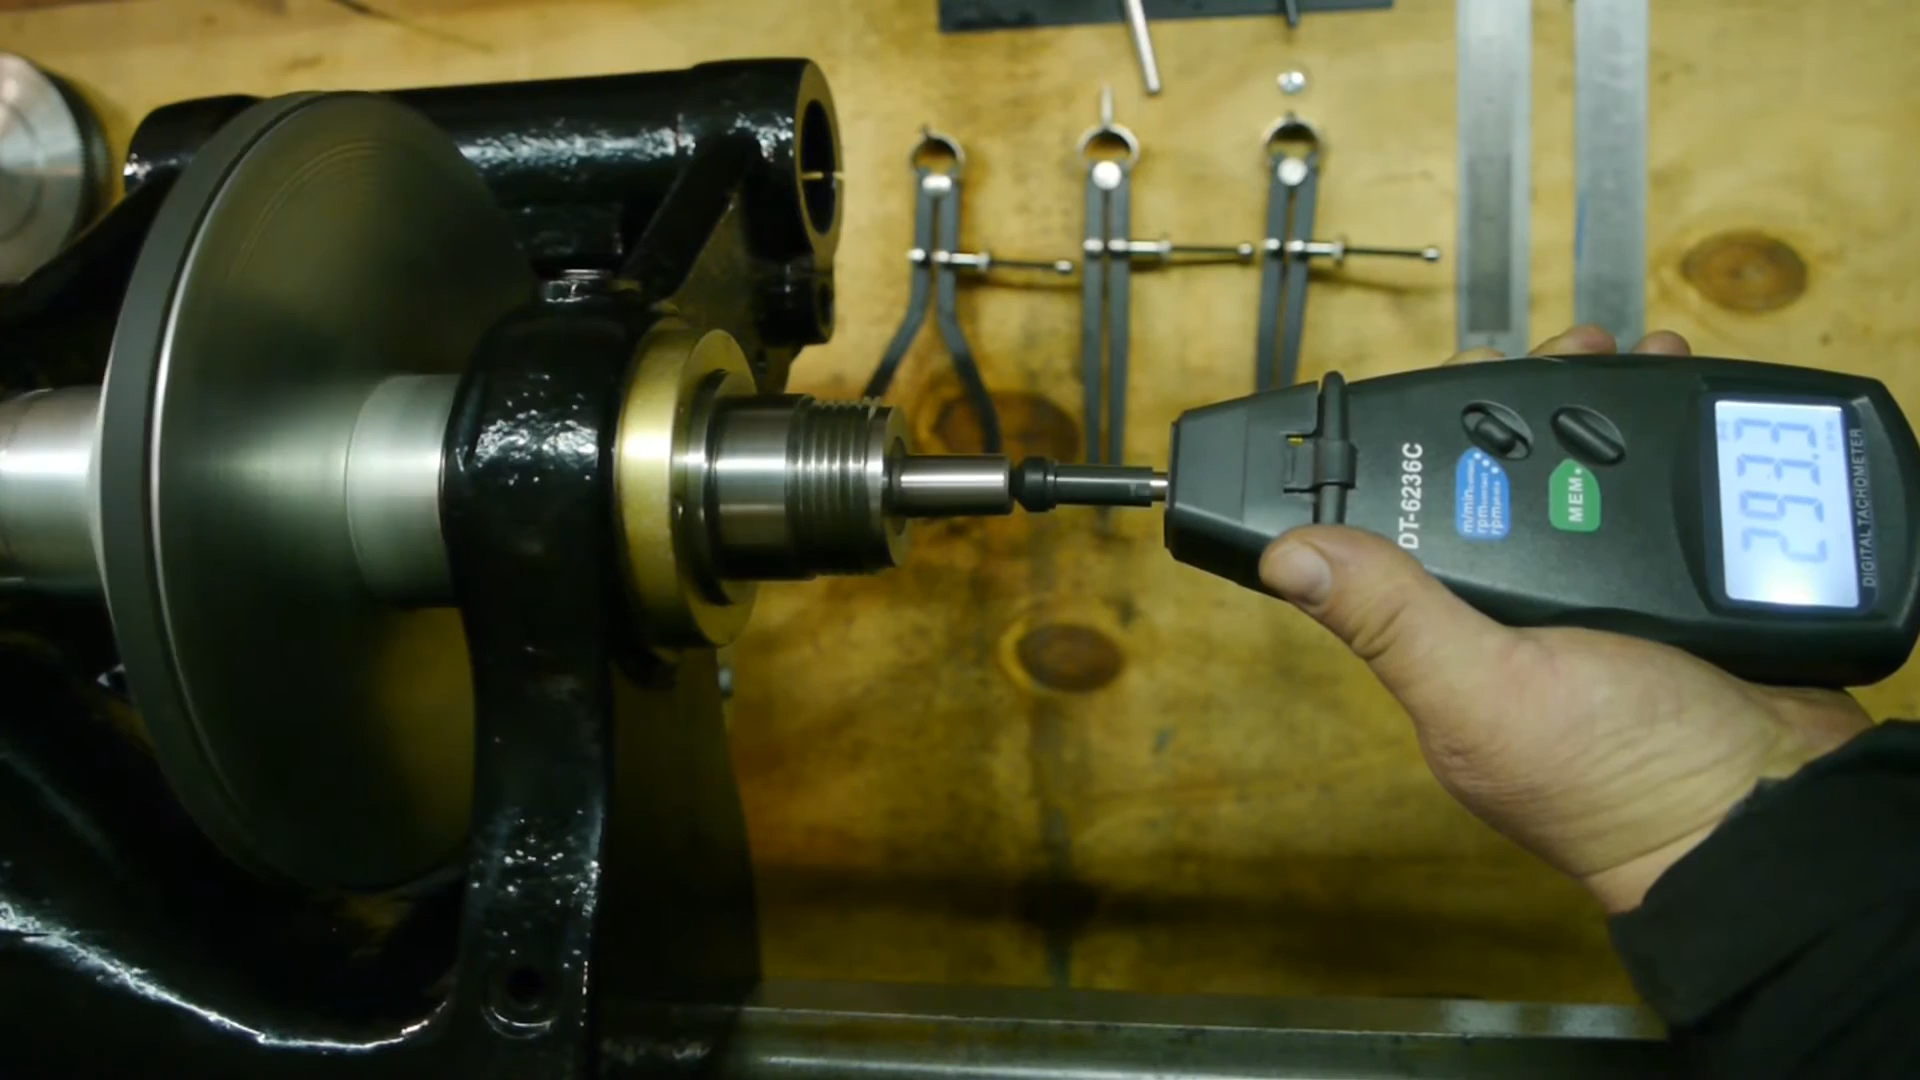 DT-6236C
m/min
rpm
rpm
MEM
293.3
DIGITAL TACHOMETER